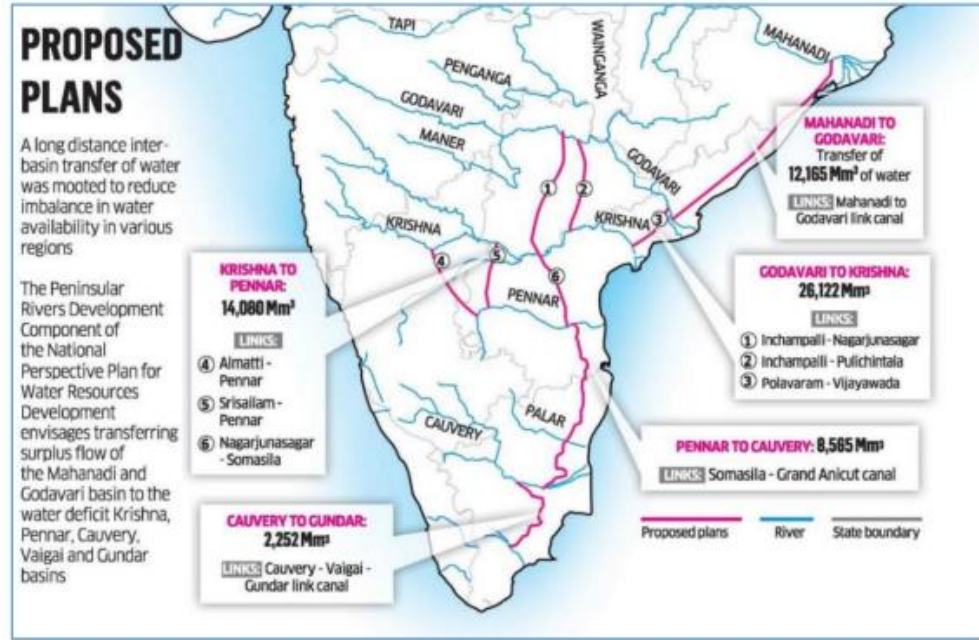 PROPOSED
PLANS
A long distance inter-
basin transfer of water
was mooted to reduce
imbalance in water
availability in various
regions
The Peninsular
Rivers Development
Component of
the National
Perspective Plan for
Water Resources
Development
envisages transferring
surplus flow of
the Mahanadi and
Godavari basin to the
water deficit Krishna,
Pennar, Cauvery,
Vaigai and Gundar
basins
TAPI
WAINGANGA
MAHANADI
PENGANGA
GODAVARI
MANER
GODAVARI
KRISHNA
KRISHNA
PENNAR
PALAR
CAUVERY
1
2
3
4
5
6
MAHANADI TO
GODAVARI:
Transfer of
12,165 Mm³ of water
LINKS: Mahanadi to
Godavari link canal
KRISHNA TO
PENNAR:
14,080 Mm³
LINKS:
④ Almatti -
Pennar
⑤ Srisailam -
Pennar
⑥ Nagarjunasagar
- Somasila
GODAVARI TO KRISHNA:
26,122 Mm³
LINKS:
① Inchampalli - Nagarjunasagar
② Inchampalli - Pulichintala
③ Polavaram - Vijayawada
PENNAR TO CAUVERY: 8,565 Mm³
LINKS: Somasila - Grand Anicut canal
CAUVERY TO GUNDAR:
2,252 Mm³
LINKS: Cauvery - Vaigai -
Gundar link canal
Proposed plans River State boundary